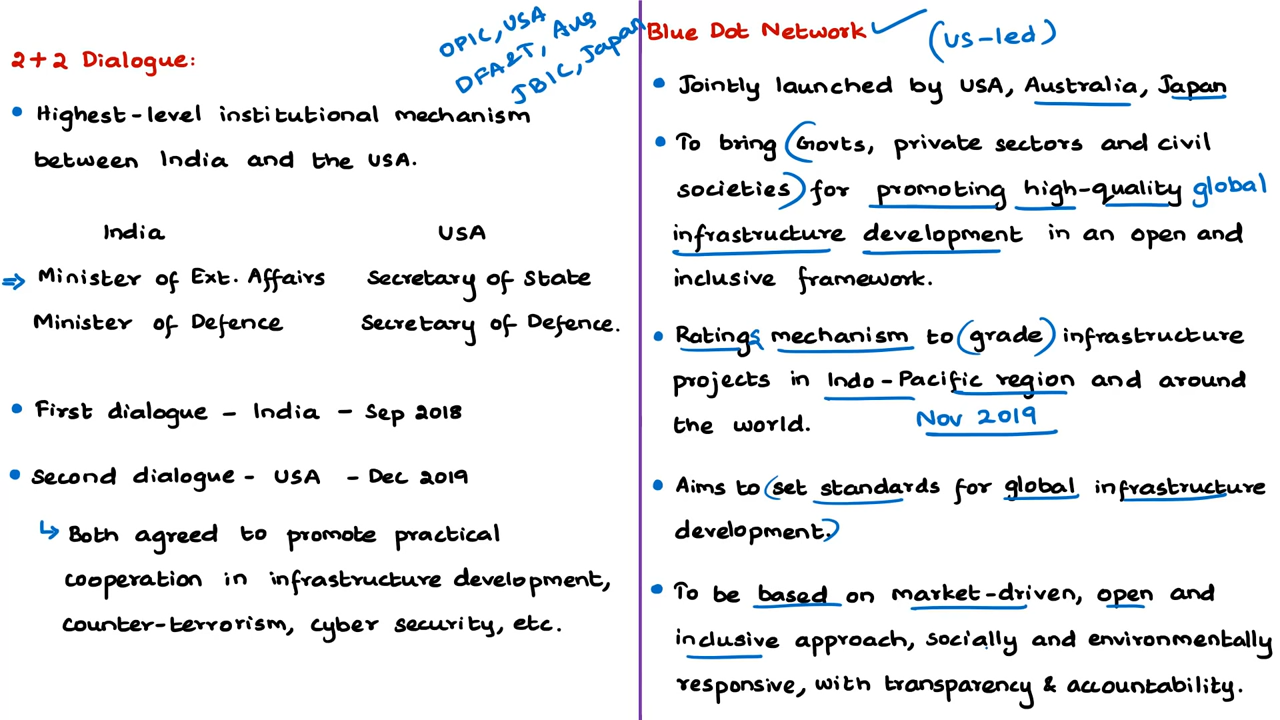 2+2 Dialogue:
Highest-level institutional mechanism
between India and the USA.
India USA
⇒ Minister of Ext. Affairs Secretary of State
Minister of Defence Secretary of Defence.
First dialogue - India - Sep 2018
Second dialogue - USA - Dec 2019
↳ Both agreed to promote practical
cooperation in infrastructure development,
counter-terrorism, cyber security, etc.
OPIC, USA
DFA&T, Aus
JBIC, Japan
Blue Dot Network ✓ (US-led)
Jointly launched by USA, Australia, Japan
To bring (Govts, private sectors and civil
societies) for promoting high-quality global
infrastructure development in an open and
inclusive framework.
Ratings mechanism to (grade) infrastructure
projects in Indo-Pacific region and around
the world. Nov 2019
Aims to (set standards for global infrastructure
development.)
To be based on market-driven, open and
inclusive approach, socially and environmentally
responsive, with transparency & accountability.